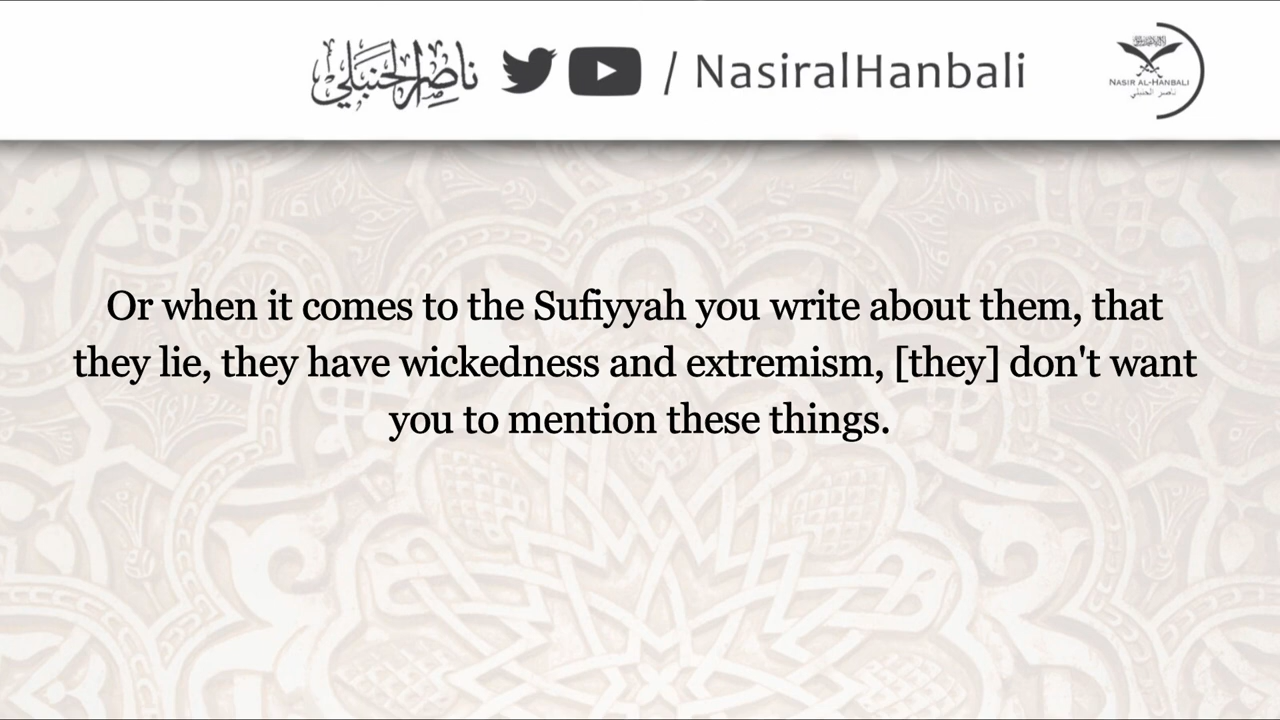 ناصر الحنبلي / NasiralHanbali
NASIR AL-HANBALI
ناصر الحنبلي
Or when it comes to the Sufiyyah you write about them, that
they lie, they have wickedness and extremism, [they] don't want
you to mention these things.